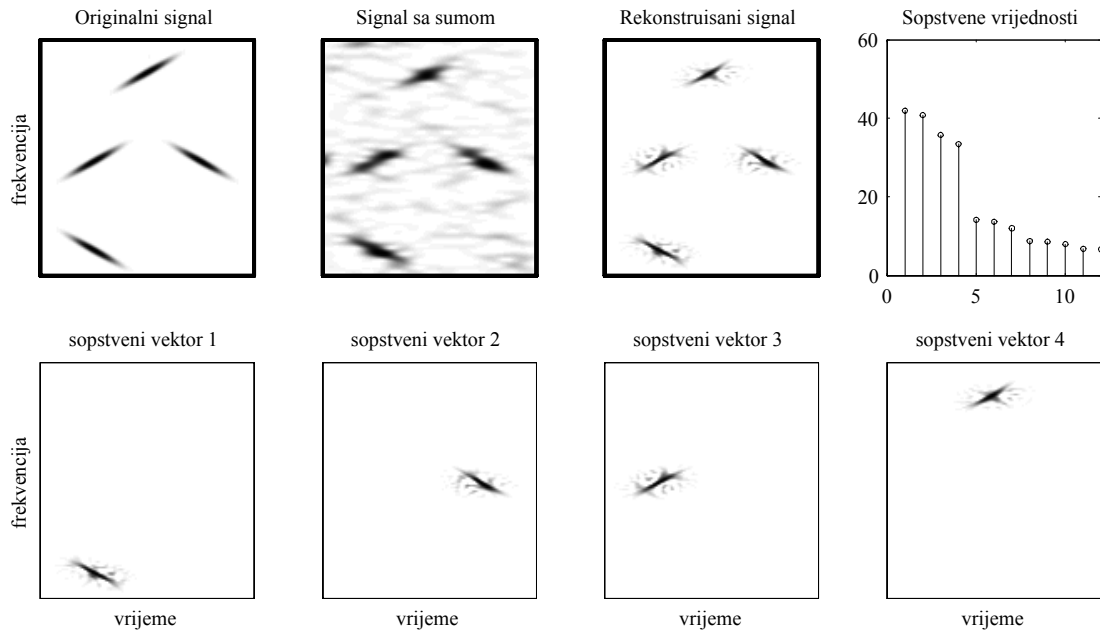 Originalni signal
Signal sa sumom
Rekonstruisani signal
Sopstvene vrijednosti
frekvencija
60
40
20
0
0
5
10
sopstveni vektor 1
sopstveni vektor 2
sopstveni vektor 3
sopstveni vektor 4
frekvencija
vrijeme
vrijeme
vrijeme
vrijeme